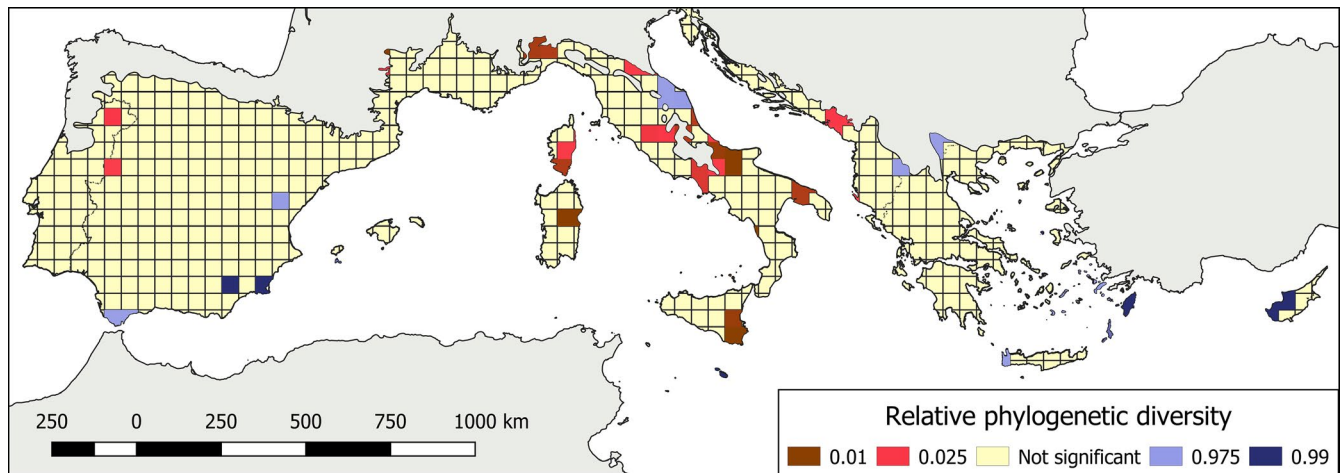 250 0 250 500 750 1000 km
Relative phylogenetic diversity
0.01 0.025 Not significant 0.975 0.99